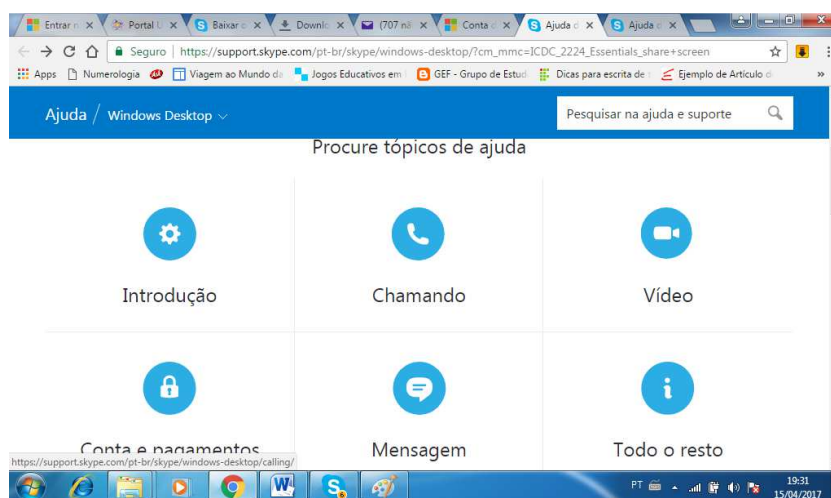 Entrar n Portal U Baixar o Downlo (707 nã Conta d Ajuda d Ajuda d
Seguro | https://support.skype.com/pt-br/skype/windows-desktop/?cm_mmc=ICDC_2224_Essentials_share+screen
Apps Numerologia Viagem ao Mundo da Jogos Educativos em GEF - Grupo de Estud Dicas para escrita de Ejemplo de Artículo d »
Ajuda / Windows Desktop Pesquisar na ajuda e suporte
Procure tópicos de ajuda
Introdução Chamando Vídeo
Conta e pagamentos Mensagem Todo o resto
https://support.skype.com/pt-br/skype/windows-desktop/calling/
PT 19:31
15/04/2017